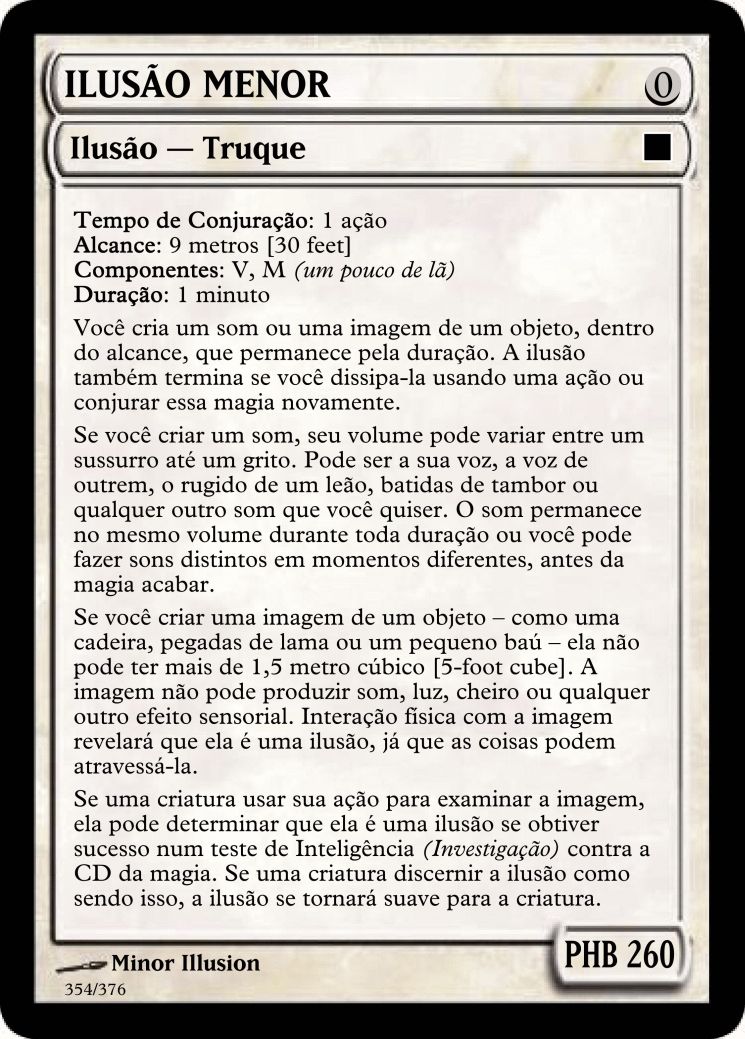 ILUSÃO MENOR
0
Ilusão — Truque
Tempo de Conjuração: 1 ação
Alcance: 9 metros [30 feet]
Componentes: V, M (um pouco de lã)
Duração: 1 minuto
Você cria um som ou uma imagem de um objeto, dentro
do alcance, que permanece pela duração. A ilusão
também termina se você dissipa-la usando uma ação ou
conjurar essa magia novamente.
Se você criar um som, seu volume pode variar entre um
sussurro até um grito. Pode ser a sua voz, a voz de
outrem, o rugido de um leão, batidas de tambor ou
qualquer outro som que você quiser. O som permanece
no mesmo volume durante toda duração ou você pode
fazer sons distintos em momentos diferentes, antes da
magia acabar.
Se você criar uma imagem de um objeto – como uma
cadeira, pegadas de lama ou um pequeno baú – ela não
pode ter mais de 1,5 metro cúbico [5-foot cube]. A
imagem não pode produzir som, luz, cheiro ou qualquer
outro efeito sensorial. Interação física com a imagem
revelará que ela é uma ilusão, já que as coisas podem
atravessá-la.
Se uma criatura usar sua ação para examinar a imagem,
ela pode determinar que ela é uma ilusão se obtiver
sucesso num teste de Inteligência (Investigação) contra a
CD da magia. Se uma criatura discernir a ilusão como
sendo isso, a ilusão se tornará suave para a criatura.
PHB 260
Minor Illusion
354/376